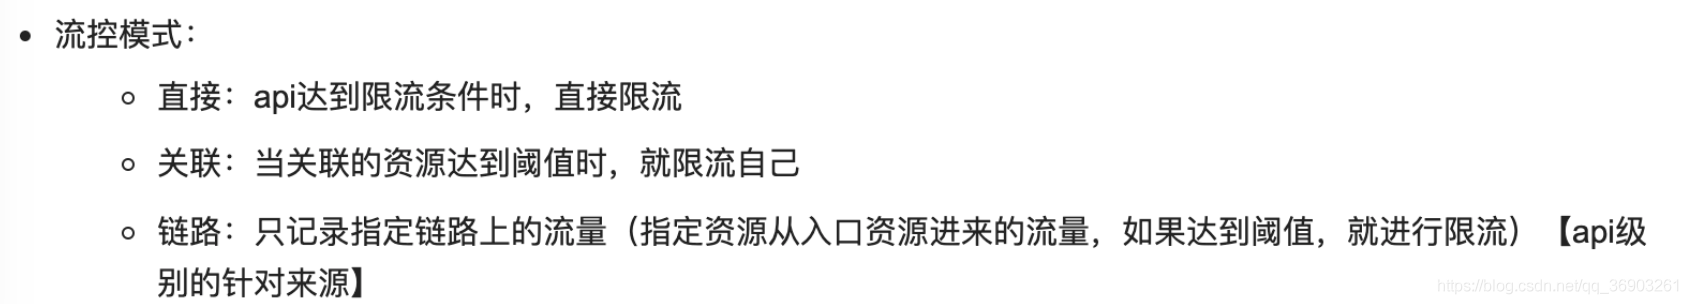 流控模式：
直接：api达到限流条件时，直接限流
关联：当关联的资源达到阈值时，就限流自己
链路：只记录指定链路上的流量（指定资源从入口资源进来的流量，如果达到阈值，就进行限流）【api级
别的针对来源】
https://blog.csdn.net/qq_36903261